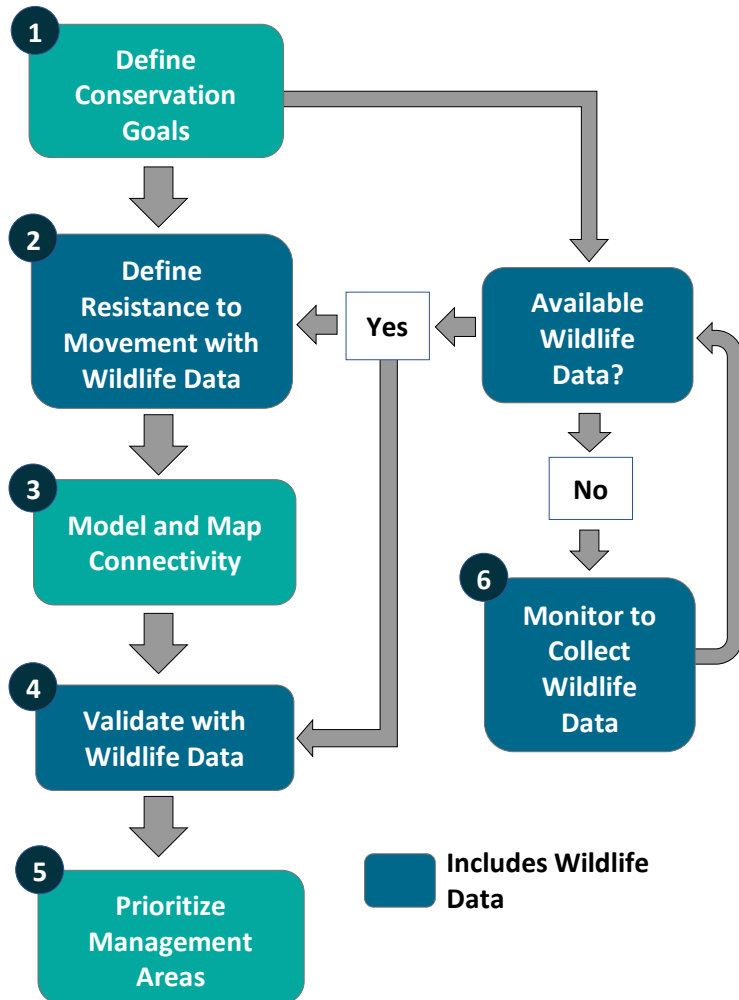 1
Define
Conservation
Goals
2
Define
Resistance to
Movement with
Wildlife Data
Yes
Available
Wildlife
Data?
No
3
Model and Map
Connectivity
6
Monitor to
Collect
Wildlife
Data
4
Validate with
Wildlife Data
5
Prioritize
Management
Areas
Includes Wildlife
Data